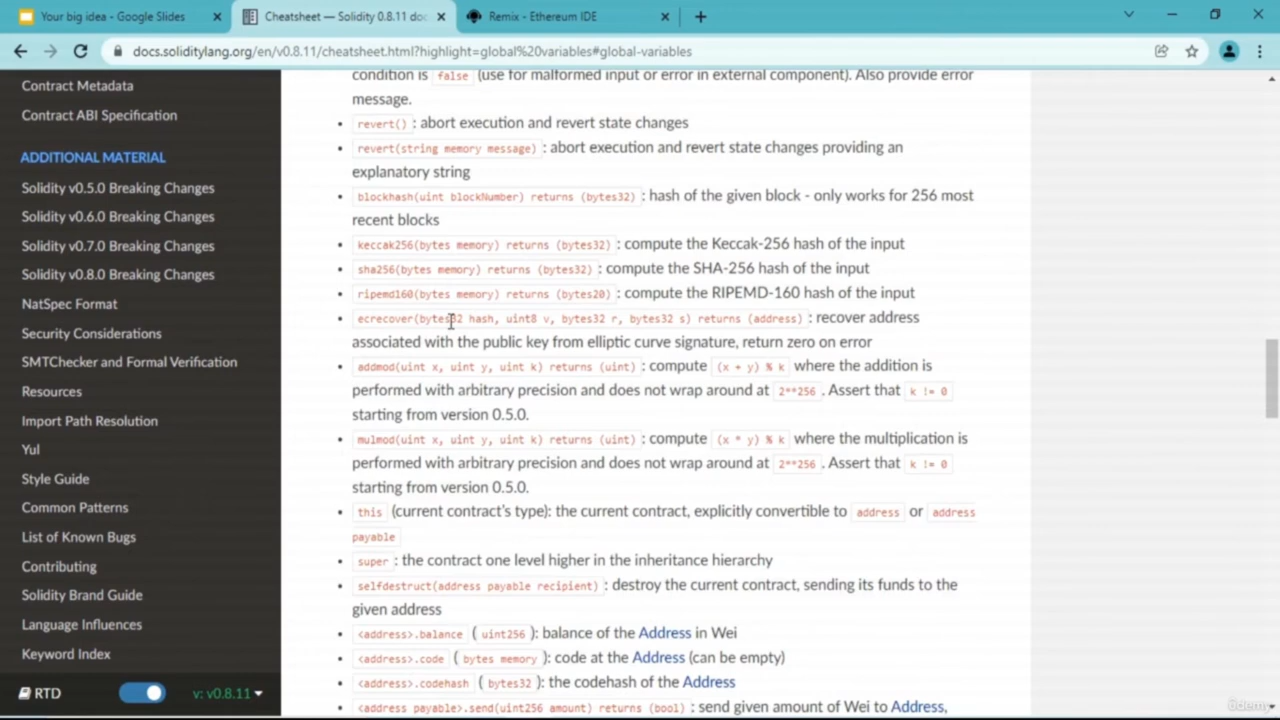 Your big idea - Google Slides
Cheatsheet — Solidity 0.8.11 doc
Remix - Ethereum IDE
docs.soliditylang.org/en/v0.8.11/cheatsheet.html?highlight=global%20variables#global-variables
Contract Metadata
Contract ABI Specification
ADDITIONAL MATERIAL
Solidity v0.5.0 Breaking Changes
Solidity v0.6.0 Breaking Changes
Solidity v0.7.0 Breaking Changes
Solidity v0.8.0 Breaking Changes
NatSpec Format
Security Considerations
SMTChecker and Formal Verification
Resources
Import Path Resolution
Yul
Style Guide
Common Patterns
List of Known Bugs
Contributing
Solidity Brand Guide
Language Influences
Keyword Index
RTD
v: v0.8.11
condition is false (use for malformed input or error in external component). Also provide error
message.
revert() : abort execution and revert state changes
revert(string memory message) : abort execution and revert state changes providing an
explanatory string
blockhash(uint blockNumber) returns (bytes32) : hash of the given block - only works for 256 most
recent blocks
keccak256(bytes memory) returns (bytes32) : compute the Keccak-256 hash of the input
sha256(bytes memory) returns (bytes32) : compute the SHA-256 hash of the input
ripemd160(bytes memory) returns (bytes20) : compute the RIPEMD-160 hash of the input
ecrecover(bytes32 hash, uint8 v, bytes32 r, bytes32 s) returns (address) : recover address
associated with the public key from elliptic curve signature, return zero on error
addmod(uint x, uint y, uint k) returns (uint) : compute (x + y) % k where the addition is
performed with arbitrary precision and does not wrap around at 2**256 . Assert that k != 0
starting from version 0.5.0.
mulmod(uint x, uint y, uint k) returns (uint) : compute (x * y) % k where the multiplication is
performed with arbitrary precision and does not wrap around at 2**256 . Assert that k != 0
starting from version 0.5.0.
this (current contract's type): the current contract, explicitly convertible to address or address
payable
super : the contract one level higher in the inheritance hierarchy
selfdestruct(address payable recipient) : destroy the current contract, sending its funds to the
given address
<address>.balance ( uint256 ): balance of the Address in Wei
<address>.code ( bytes memory ): code at the Address (can be empty)
<address>.codehash ( bytes32 ): the codehash of the Address
<address payable>.send(uint256 amount) returns (bool) : send given amount of Wei to Address,
ûdemy